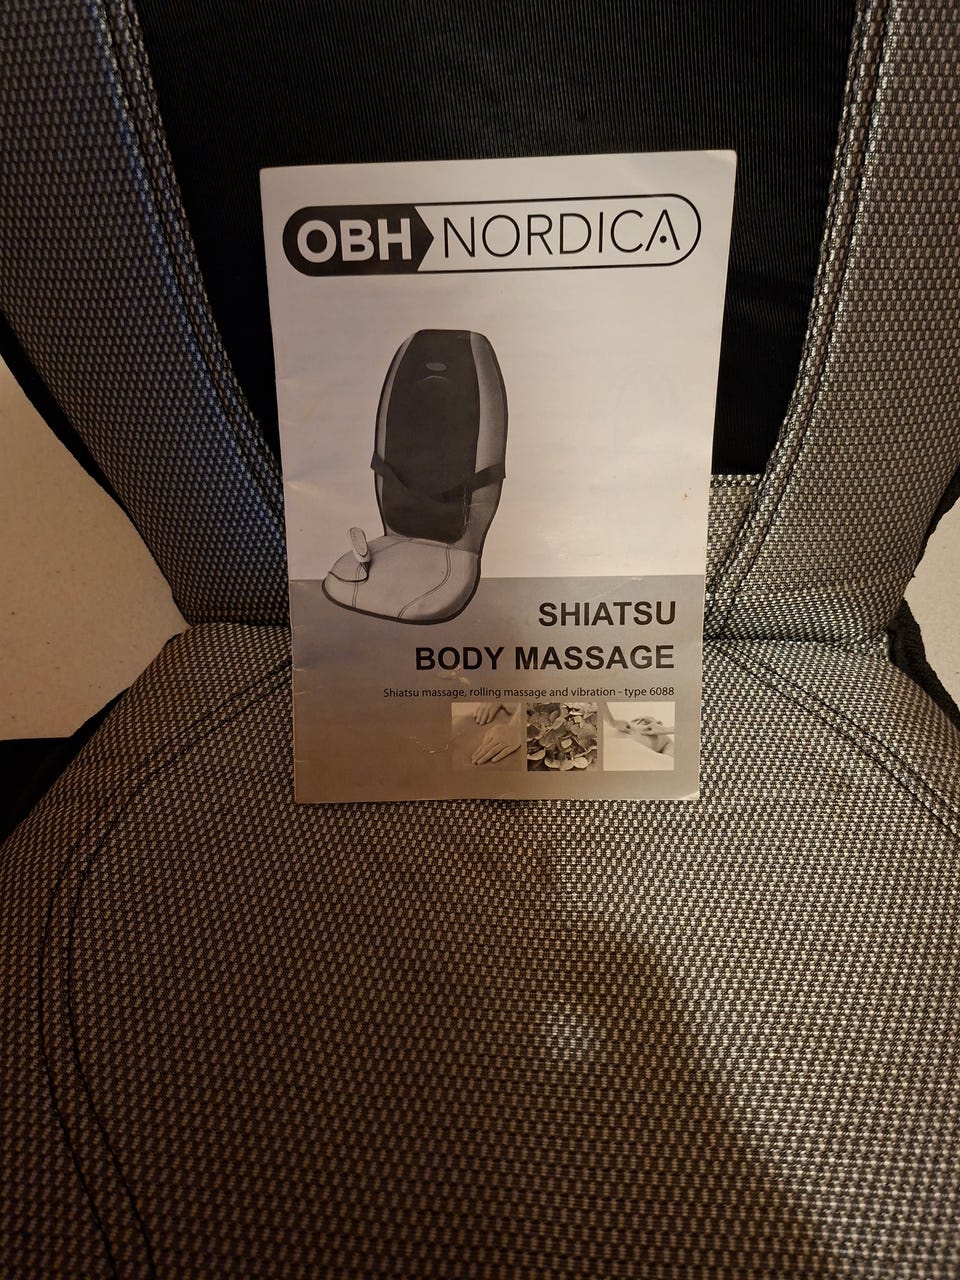 OBH NORDICA
SHIATSU
BODY MASSAGE
Shiatsu massage, rolling massage and vibration - type 6088